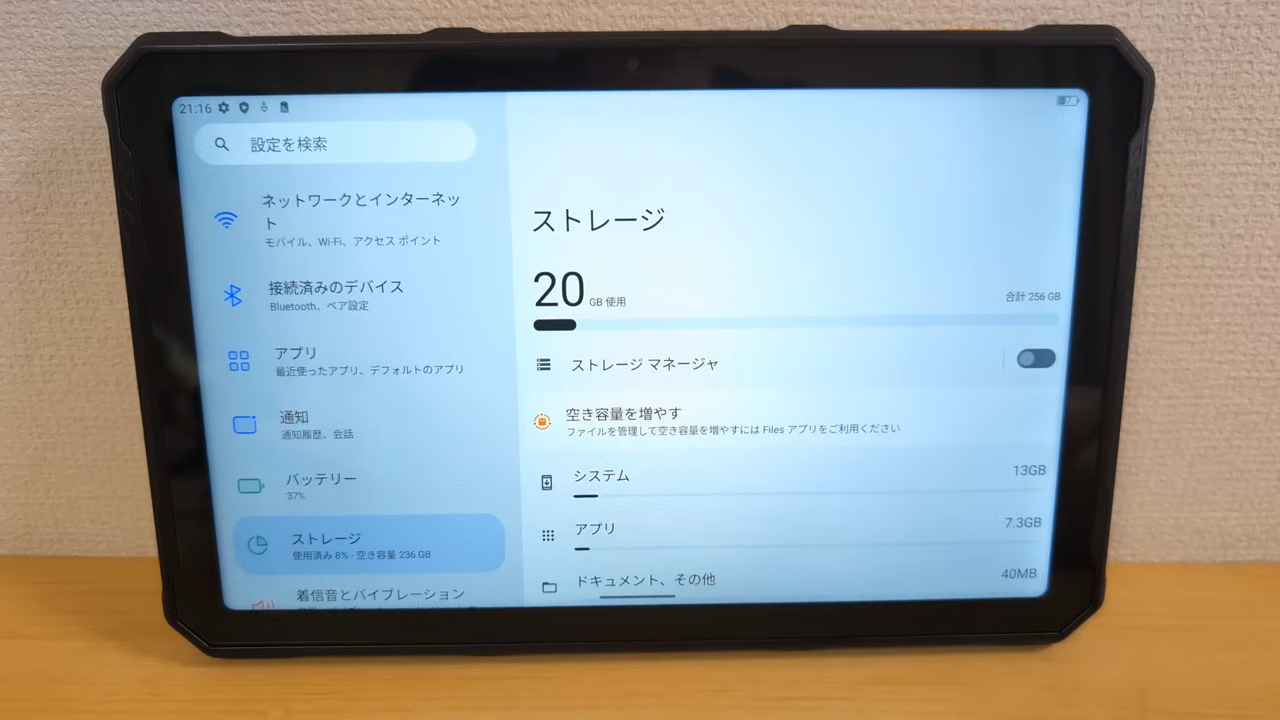 21:16
設定を検索
ネットワークとインターネッ
ト
モバイル、Wi-Fi、アクセス ポイント
接続済みのデバイス
Bluetooth、ペア設定
アプリ
最近使ったアプリ、デフォルトのアプリ
通知
通知履歴、会話
バッテリー
37%
ストレージ
使用済み 8% - 空き容量 236 GB
着信音とバイブレーション
ストレージ
20 GB 使用
合計 256 GB
ストレージ マネージャ
空き容量を増やす
ファイルを管理して空き容量を増やすには Files アプリをご利用ください
システム
13GB
アプリ
7.3GB
ドキュメント、その他
40MB